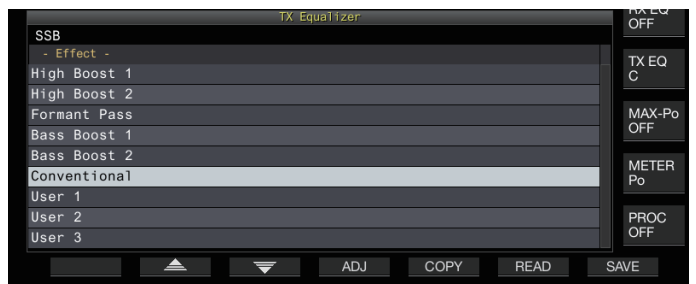 TX Equalizer
SSB
- Effect -
High Boost 1
High Boost 2
Formant Pass
Bass Boost 1
Bass Boost 2
Conventional
User 1
User 2
User 3
RX EQ
OFF
TX EQ
C
MAX-Po
OFF
METER
Po
PROC
OFF
ADJ
COPY
READ
SAVE